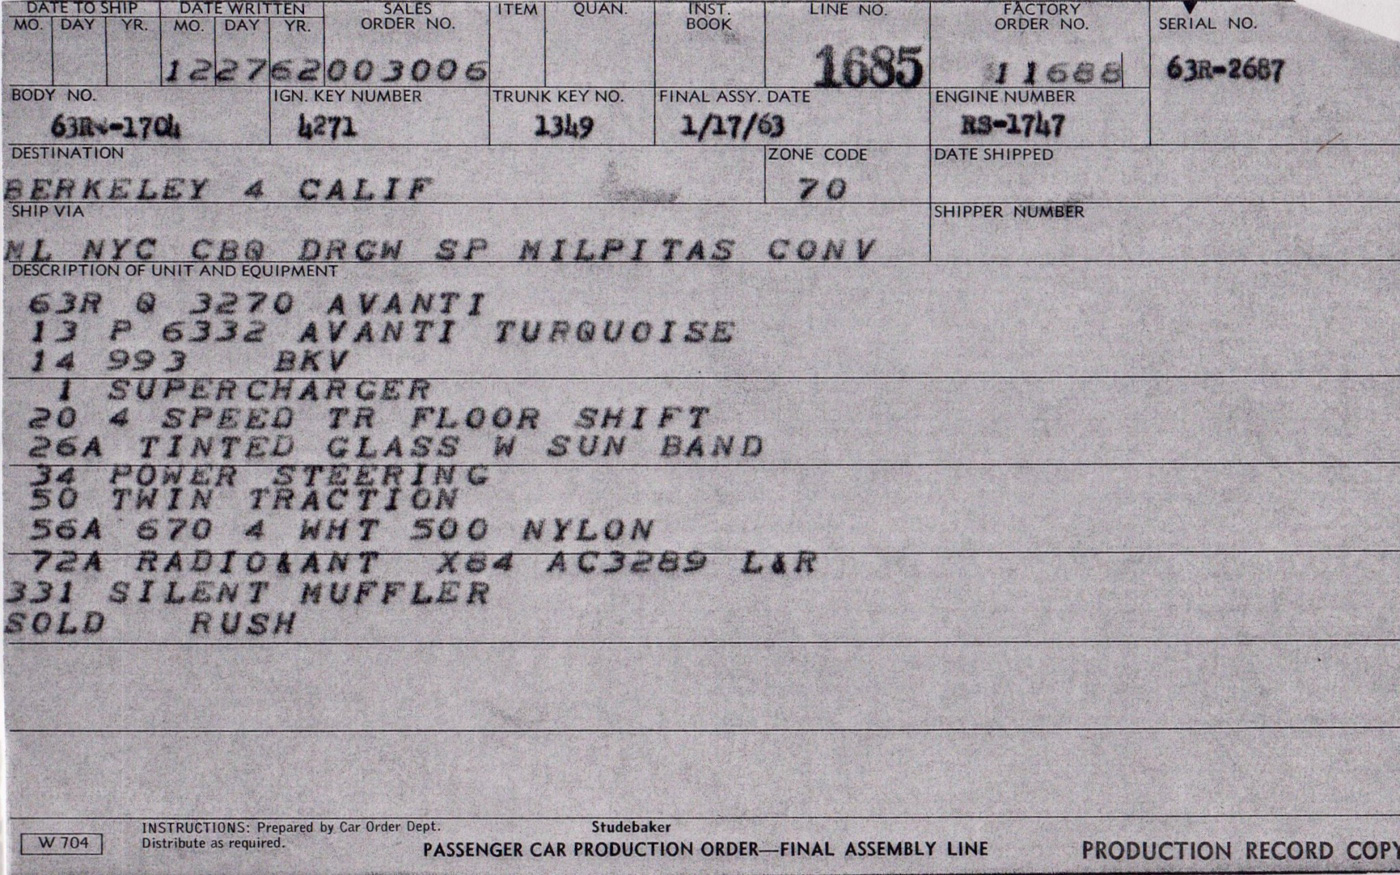 DATE TO SHIP DATE WRITTEN SALES ORDER NO. ITEM QUAN. INST. BOOK LINE NO. FACTORY ORDER NO. SERIAL NO.
MO. DAY YR. MO. DAY YR.
122762003006 1685 11688 63R-2687
BODY NO. IGN. KEY NUMBER TRUNK KEY NO. FINAL ASSY. DATE ENGINE NUMBER
63R -1704 4271 1349 1/17/63 RS-1747
DESTINATION ZONE CODE DATE SHIPPED
BERKELEY 4 CALIF 70
SHIP VIA SHIPPER NUMBER
ML NYC CBQ DRGW SP MILPITAS CONV
DESCRIPTION OF UNIT AND EQUIPMENT
63R Q 3270 AVANTI
13 P 6332 AVANTI TURQUOISE
14 993 BKV
1 SUPERCHARGER
20 4 SPEED TR FLOOR SHIFT
26A TINTED GLASS W SUN BAND
34 POWER STEERING
50 TWIN TRACTION
56A 670 4 WHT 500 NYLON
72A RADIO&ANT X64 AC3289 L&R
331 SILENT MUFFLER
SOLD RUSH
W 704
INSTRUCTIONS: Prepared by Car Order Dept.
Distribute as required.
Studebaker
PASSENGER CAR PRODUCTION ORDER—FINAL ASSEMBLY LINE
PRODUCTION RECORD COPY